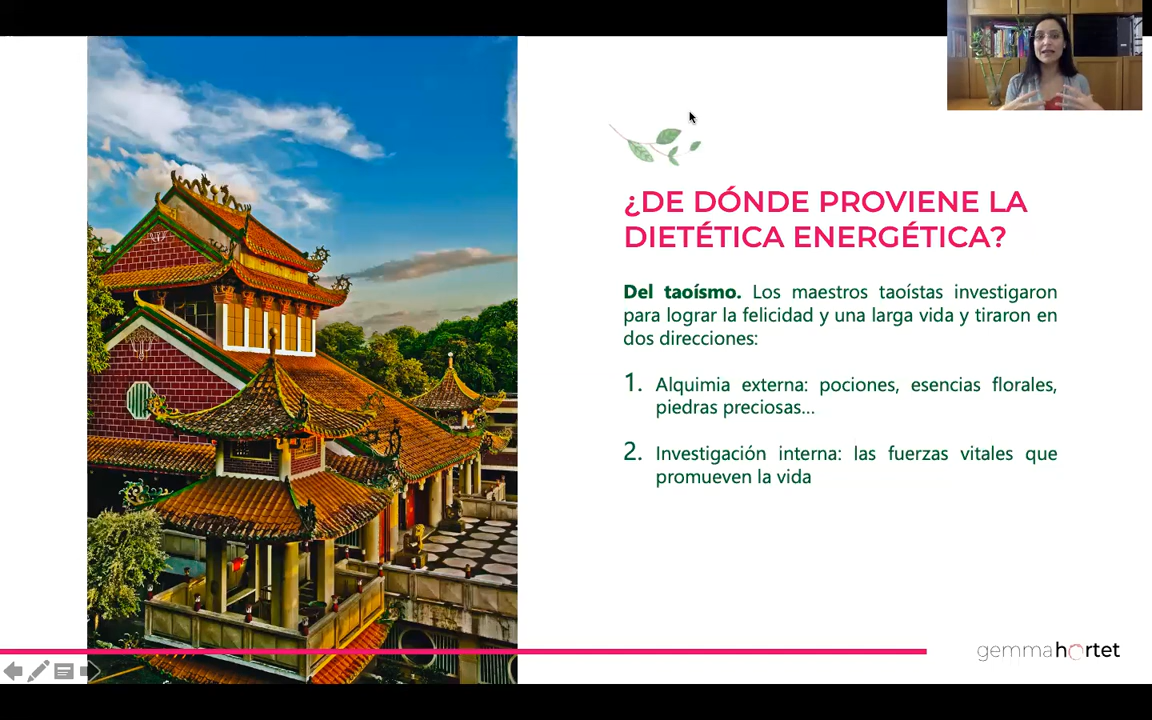 ¿DE DÓNDE PROVIENE LA
DIETÉTICA ENERGÉTICA?
Del taoísmo. Los maestros taoístas investigaron
para lograr la felicidad y una larga vida y tiraron en
dos direcciones:
1. Alquimia externa: pociones, esencias florales,
piedras preciosas...
2. Investigación interna: las fuerzas vitales que
promueven la vida
gemmahortet